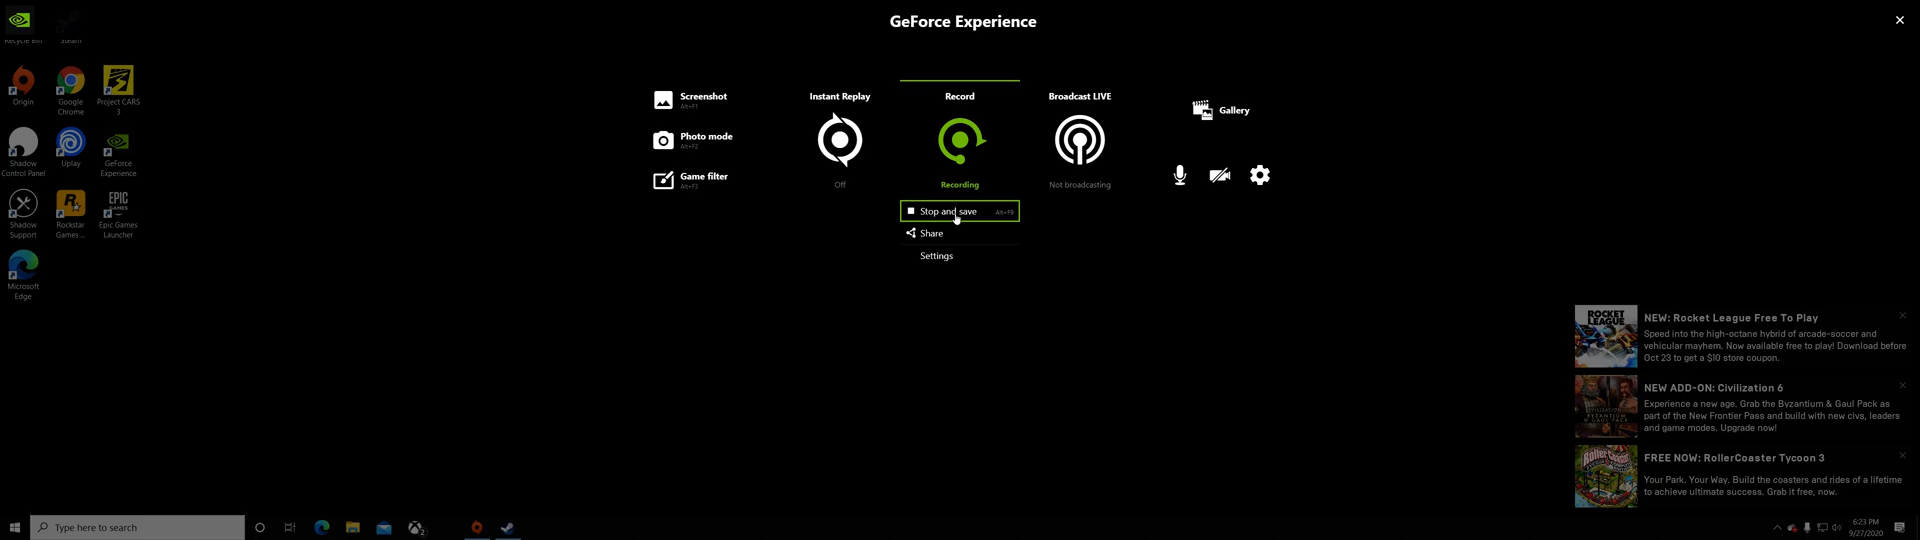 GeForce Experience
Recycle Bin
Steam
Origin
Google
Chrome
Project CARS
3
Shadow
Control Panel
Uplay
GeForce
Experience
Shadow
Support
Rockstar
Games ...
EPIC
GAMES
Epic Games
Launcher
Microsoft
Edge
Screenshot
Alt+F1
Photo mode
Alt+F2
Game filter
Alt+F3
Instant Replay
Off
Record
Recording
Stop and save Alt+F9
Share
Settings
Broadcast LIVE
Not broadcasting
Gallery
ROCKET
LEAGUE
NEW: Rocket League Free To Play
Speed into the high-octane hybrid of arcade-soccer and
vehicular mayhem. Now available free to play! Download before
Oct 23 to get a $10 store coupon.
NEW ADD-ON: Civilization 6
Experience a new age. Grab the Byzantium & Gaul Pack as
part of the New Frontier Pass and build with new civs, leaders
and game modes. Upgrade now!
FREE NOW: RollerCoaster Tycoon 3
Your Park. Your Way. Build the coasters and rides of a lifetime
to achieve ultimate success. Grab it free, now.
Type here to search
2
6:23 PM
9/27/2020